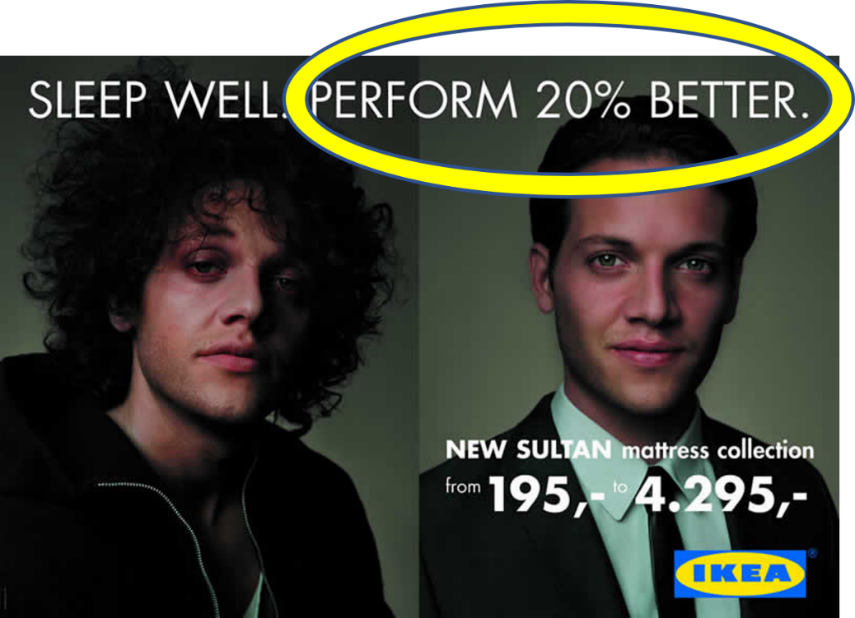 SLEEP WELL. PERFORM 20% BETTER.
NEW SULTAN mattress collection
from 195,- to 4.295,-
IKEA ®